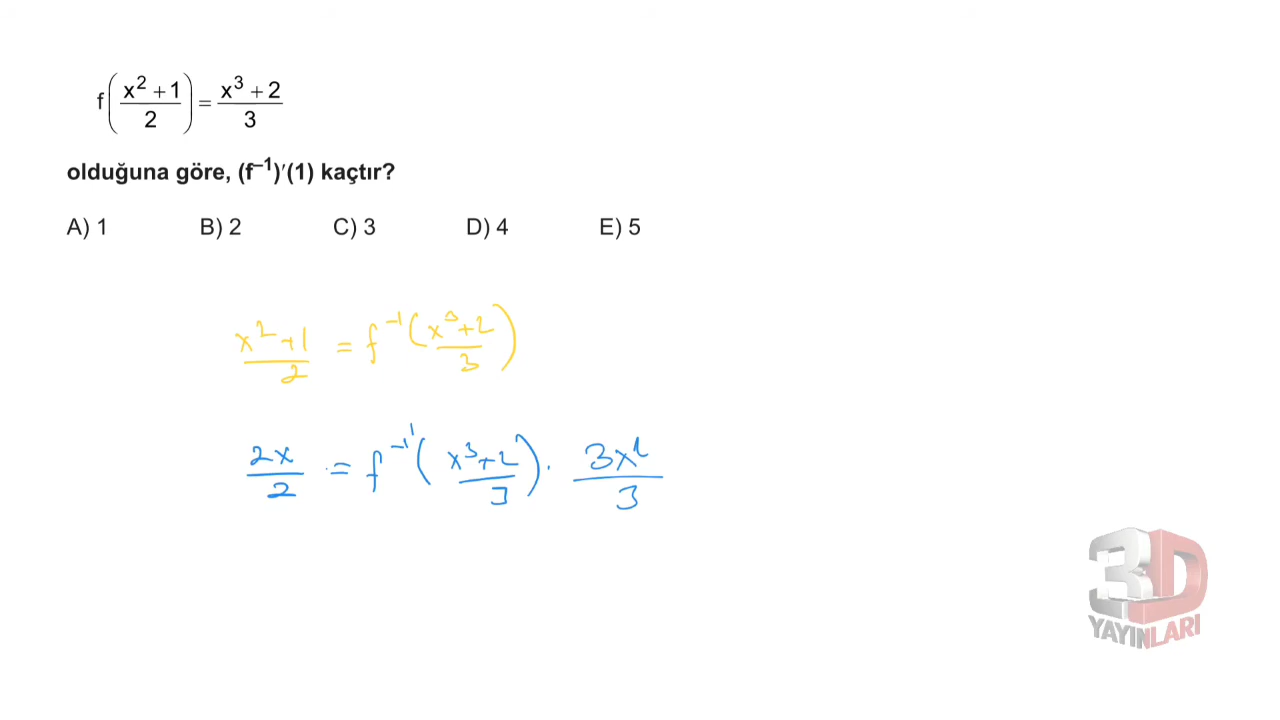 f((x² + 1)/2) = (x³ + 2)/3
olduğuna göre, (f⁻¹)′(1) kaçtır?
A) 1 B) 2 C) 3 D) 4 E) 5
(x² + 1)/2 = f⁻¹((x³ + 2)/3)
2x/2 = f⁻¹′((x³ + 2)/3) · 3x²/3
3D
YAYINLARI